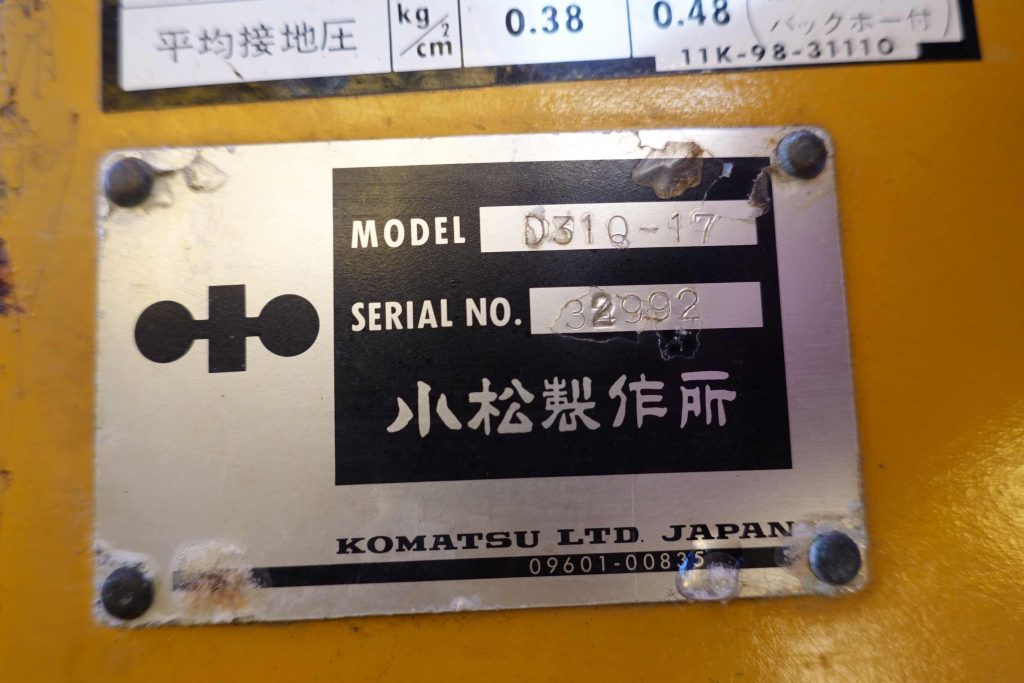 平均接地圧 kg/cm² 0.38 0.48 バックホー付)
11K-98-31110
MODEL D31Q-17
SERIAL NO. 32992
小松製作所
KOMATSU LTD. JAPAN
09601-00835